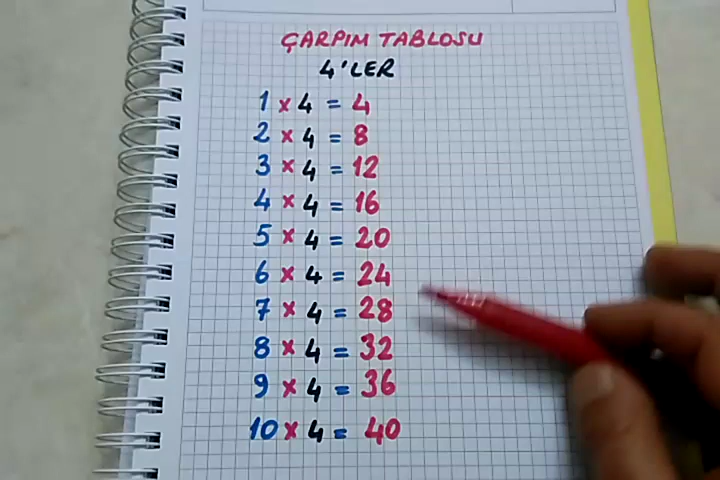 ÇARPIM TABLOSU
4'LER
1 x 4 = 4
2 x 4 = 8
3 x 4 = 12
4 x 4 = 16
5 x 4 = 20
6 x 4 = 24
7 x 4 = 28
8 x 4 = 32
9 x 4 = 36
10 x 4 = 40